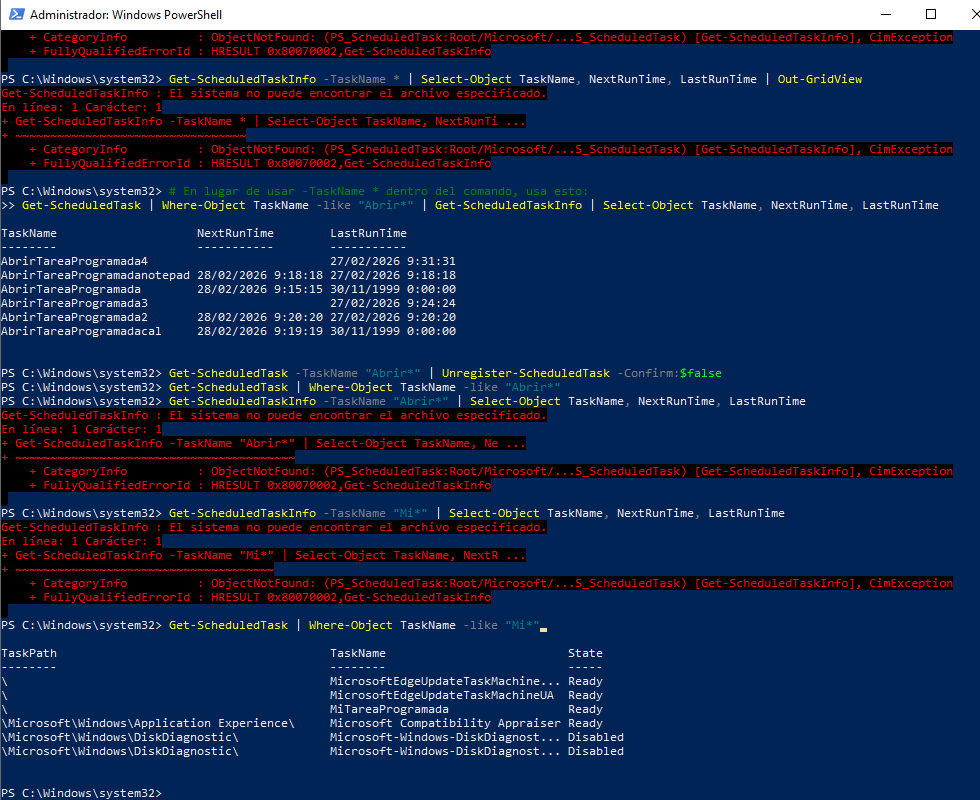 Administrador: Windows PowerShell
+ CategoryInfo          : ObjectNotFound: (PS_ScheduledTask:Root/Microsoft/...S_ScheduledTask) [Get-ScheduledTaskInfo], CimException
+ FullyQualifiedErrorId : HRESULT 0x80070002,Get-ScheduledTaskInfo
PS C:\Windows\system32> Get-ScheduledTaskInfo -TaskName * | Select-Object TaskName, NextRunTime, LastRunTime | Out-GridView
Get-ScheduledTaskInfo : El sistema no puede encontrar el archivo especificado.
En línea: 1 Carácter: 1
+ Get-ScheduledTaskInfo -TaskName * | Select-Object TaskName, NextRunTi ...
+ ~~~~~~~~~~~~~~~~~~~~~~~~~~~~~~~~~
+ CategoryInfo          : ObjectNotFound: (PS_ScheduledTask:Root/Microsoft/...S_ScheduledTask) [Get-ScheduledTaskInfo], CimException
+ FullyQualifiedErrorId : HRESULT 0x80070002,Get-ScheduledTaskInfo
PS C:\Windows\system32> # En lugar de usar -TaskName * dentro del comando, usa esto:
>> Get-ScheduledTask | Where-Object TaskName -like "Abrir*" | Get-ScheduledTaskInfo | Select-Object TaskName, NextRunTime, LastRunTime
TaskName                    NextRunTime        LastRunTime
--------                    -----------        -----------
AbrirTareaProgramada4                          27/02/2026 9:31:31
AbrirTareaProgramadanotepad 28/02/2026 9:18:18 27/02/2026 9:18:18
AbrirTareaProgramada        28/02/2026 9:15:15 30/11/1999 0:00:00
AbrirTareaProgramada3                          27/02/2026 9:24:24
AbrirTareaProgramada2       28/02/2026 9:20:20 27/02/2026 9:20:20
AbrirTareaProgramadacal     28/02/2026 9:19:19 30/11/1999 0:00:00
PS C:\Windows\system32> Get-ScheduledTask -TaskName "Abrir*" | Unregister-ScheduledTask -Confirm:$false
PS C:\Windows\system32> Get-ScheduledTask | Where-Object TaskName -like "Abrir*"
PS C:\Windows\system32> Get-ScheduledTaskInfo -TaskName "Abrir*" | Select-Object TaskName, NextRunTime, LastRunTime
Get-ScheduledTaskInfo : El sistema no puede encontrar el archivo especificado.
En línea: 1 Carácter: 1
+ Get-ScheduledTaskInfo -TaskName "Abrir*" | Select-Object TaskName, Ne ...
+ ~~~~~~~~~~~~~~~~~~~~~~~~~~~~~~~~~~~~~~~~
+ CategoryInfo          : ObjectNotFound: (PS_ScheduledTask:Root/Microsoft/...S_ScheduledTask) [Get-ScheduledTaskInfo], CimException
+ FullyQualifiedErrorId : HRESULT 0x80070002,Get-ScheduledTaskInfo
PS C:\Windows\system32> Get-ScheduledTaskInfo -TaskName "Mi*" | Select-Object TaskName, NextRunTime, LastRunTime
Get-ScheduledTaskInfo : El sistema no puede encontrar el archivo especificado.
En línea: 1 Carácter: 1
+ Get-ScheduledTaskInfo -TaskName "Mi*" | Select-Object TaskName, NextR ...
+ ~~~~~~~~~~~~~~~~~~~~~~~~~~~~~~~~~~~~~
+ CategoryInfo          : ObjectNotFound: (PS_ScheduledTask:Root/Microsoft/...S_ScheduledTask) [Get-ScheduledTaskInfo], CimException
+ FullyQualifiedErrorId : HRESULT 0x80070002,Get-ScheduledTaskInfo
PS C:\Windows\system32> Get-ScheduledTask | Where-Object TaskName -like "Mi*"
TaskPath                                       TaskName                          State
--------                                       --------                          -----
\                                              MicrosoftEdgeUpdateTaskMachine... Ready
\                                              MicrosoftEdgeUpdateTaskMachineUA  Ready
\                                              MiTareaProgramada                 Ready
\Microsoft\Windows\Application Experience\     Microsoft Compatibility Appraiser Ready
\Microsoft\Windows\DiskDiagnostic\             Microsoft-Windows-DiskDiagnost... Disabled
\Microsoft\Windows\DiskDiagnostic\             Microsoft-Windows-DiskDiagnost... Disabled
PS C:\Windows\system32>